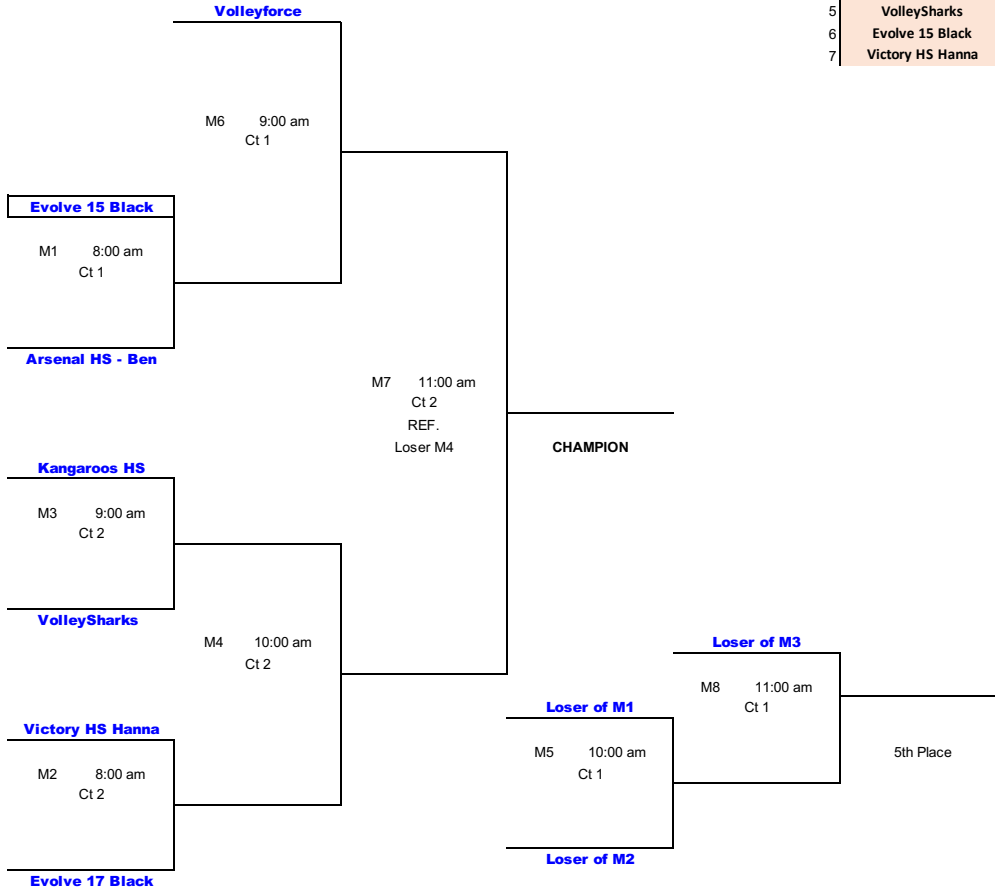 Volleyforce
5 VolleySharks
6 Evolve 15 Black
7 Victory HS Hanna
M6 9:00 am
Ct 1
Evolve 15 Black
M1 8:00 am
Ct 1
Arsenal HS - Ben
M7 11:00 am
Ct 2
REF.
Loser M4
CHAMPION
Kangaroos HS
M3 9:00 am
Ct 2
VolleySharks
M4 10:00 am
Ct 2
Loser of M3
M8 11:00 am
Ct 1
Loser of M1
Victory HS Hanna
M5 10:00 am
Ct 1
5th Place
M2 8:00 am
Ct 2
Loser of M2
Evolve 17 Black